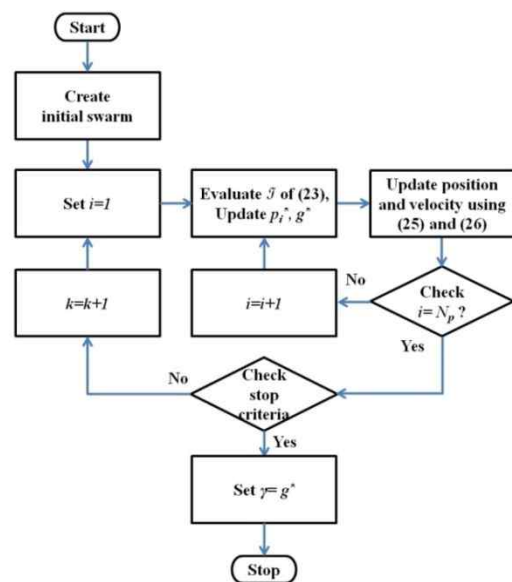 Start
Create
initial swarm
Set i=1
Evaluate ℐ of (23),
Update pᵢ*, g*
Update position
and velocity using
(25) and (26)
k=k+1
i=i+1
No
Check
i= Nₚ ?
Yes
No
Check
stop
criteria
Yes
Set γ= g*
Stop